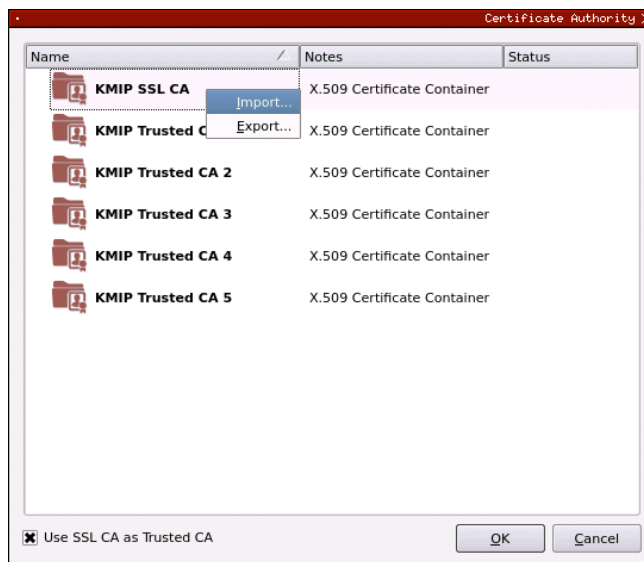 Certificate Authority
Name Notes Status
KMIP SSL CA X.509 Certificate Container
Import...
KMIP Trusted C X.509 Certificate Container
Export...
KMIP Trusted CA 2 X.509 Certificate Container
KMIP Trusted CA 3 X.509 Certificate Container
KMIP Trusted CA 4 X.509 Certificate Container
KMIP Trusted CA 5 X.509 Certificate Container
Use SSL CA as Trusted CA OK Cancel